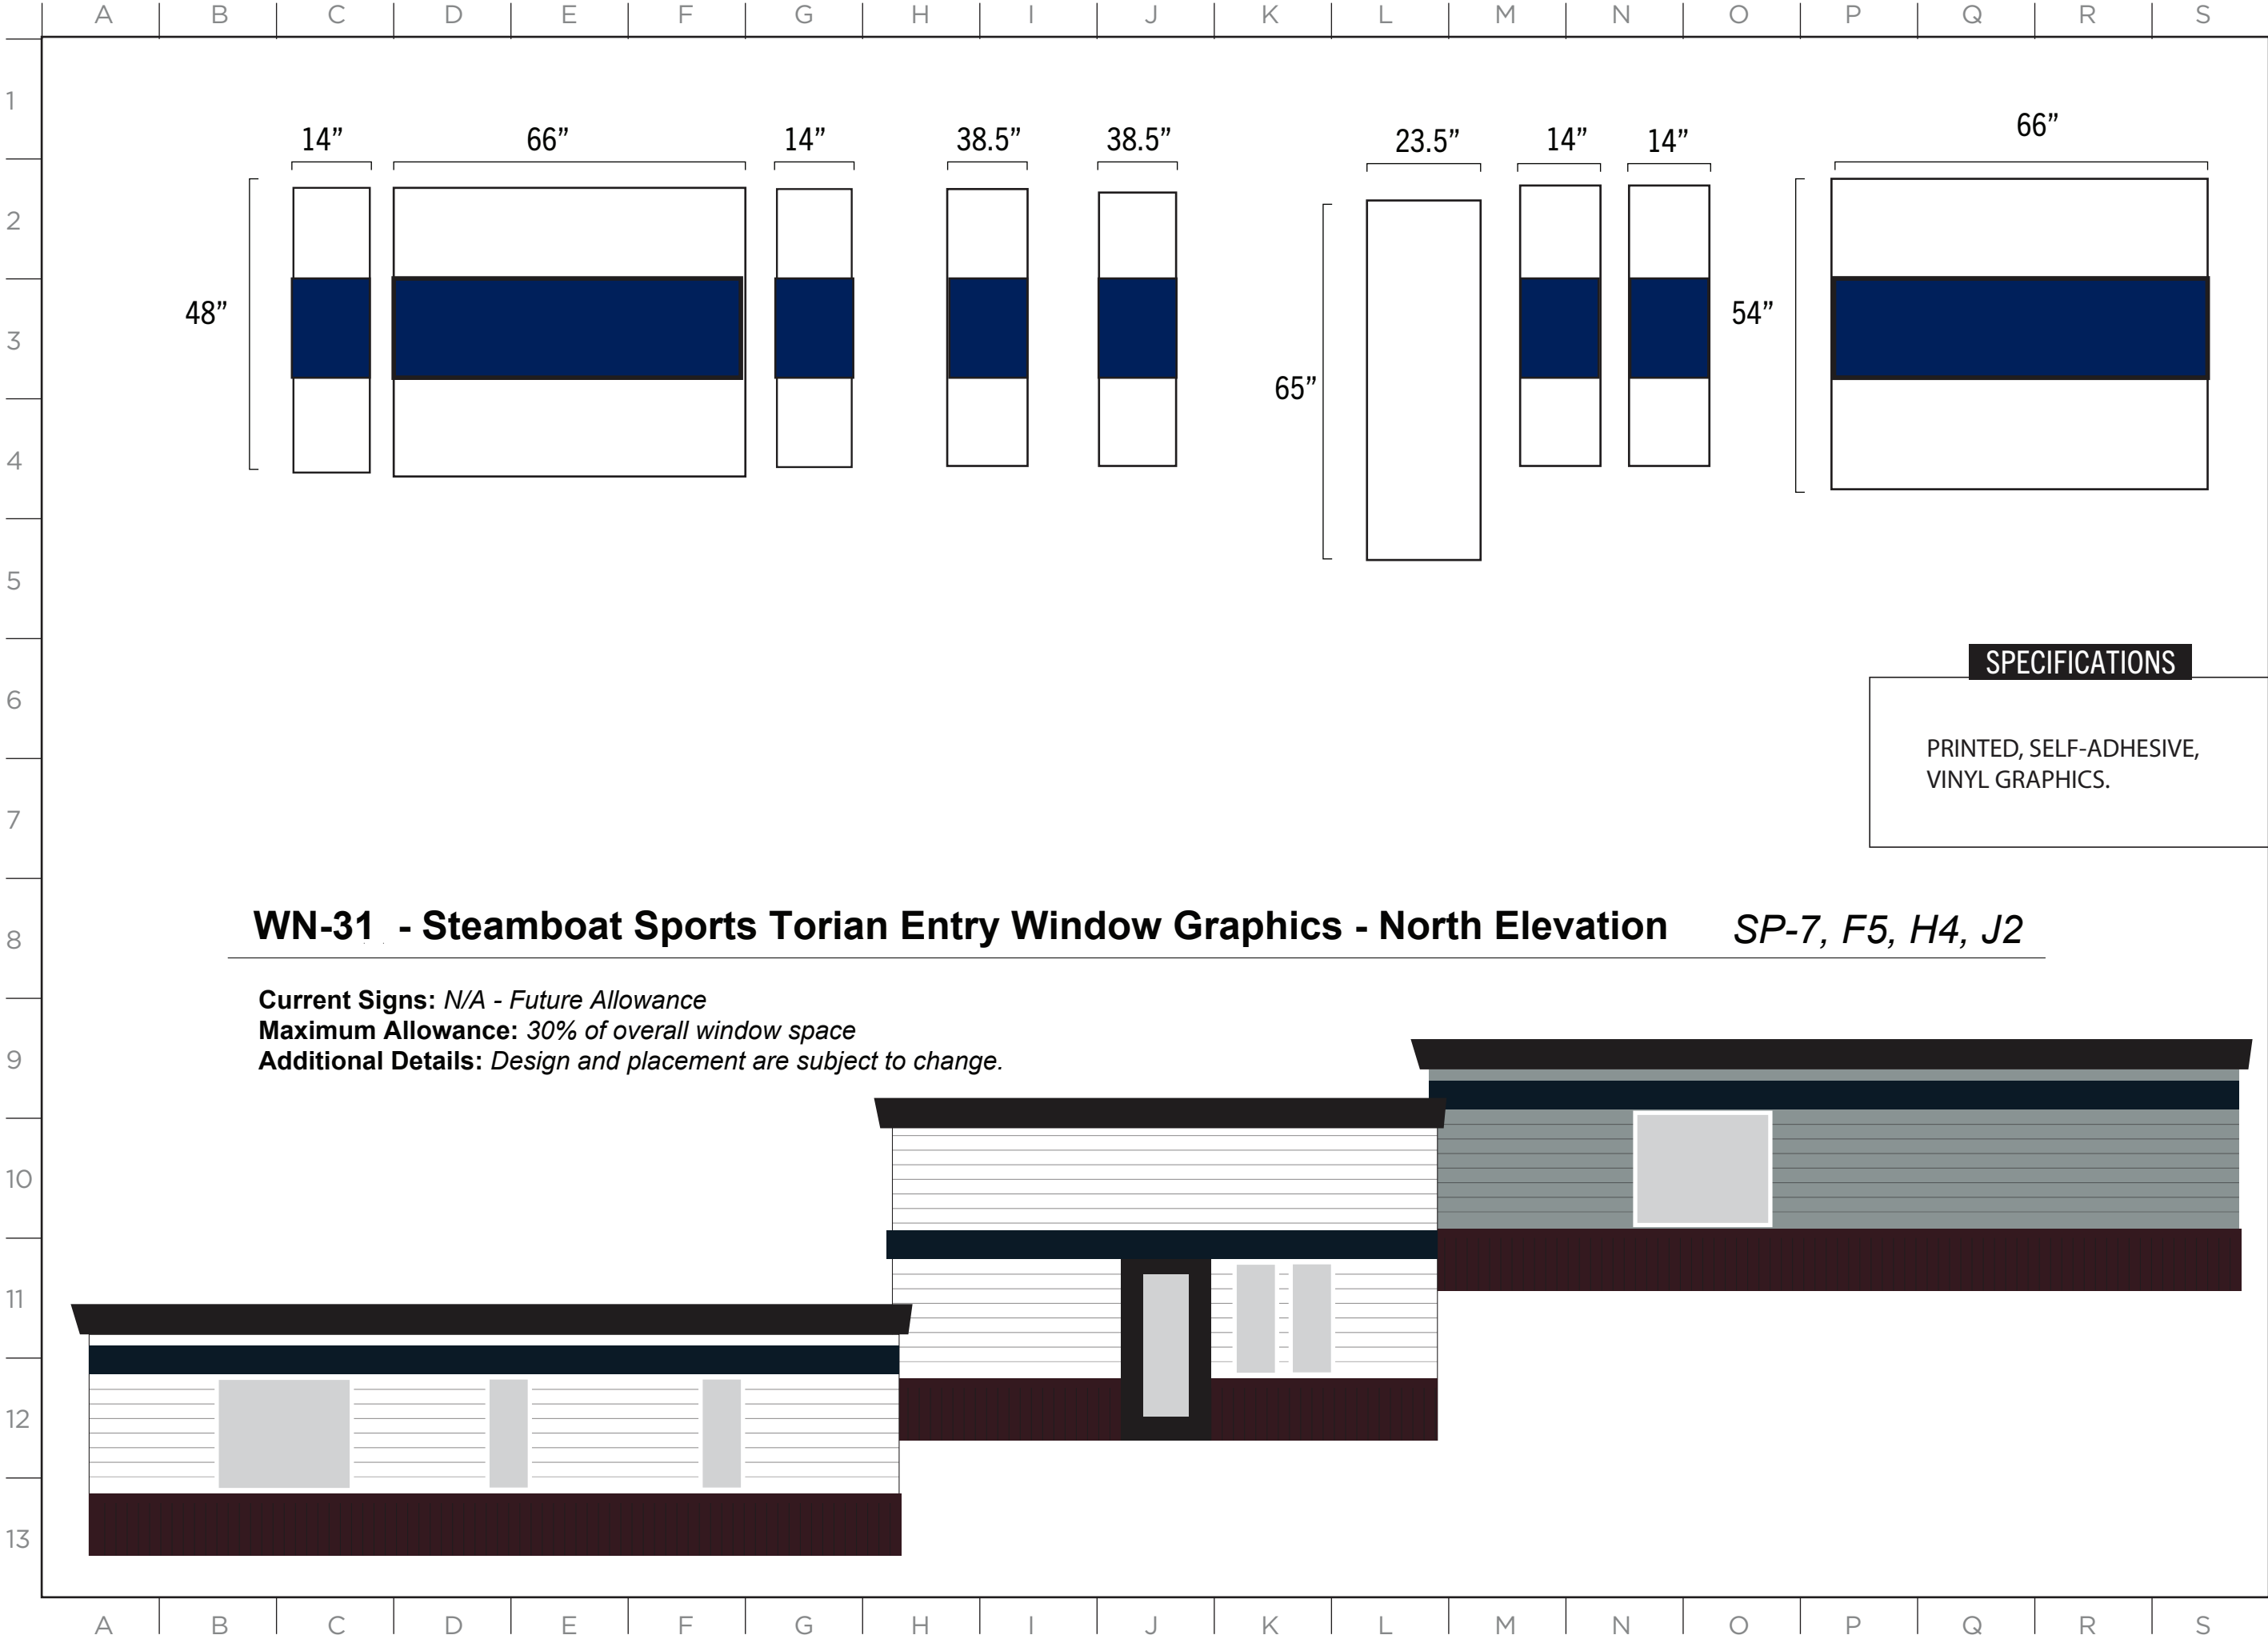 A B C D E F G H I J K L M N O P Q R S
1
14” 66” 14” 38.5” 38.5” 23.5” 14” 14” 66”
2
48” 54”
3
65”
4
5
SPECIFICATIONS
6
PRINTED, SELF-ADHESIVE,
VINYL GRAPHICS.
7
WN-31 - Steamboat Sports Torian Entry Window Graphics - North Elevation SP-7, F5, H4, J2
8
Current Signs: N/A - Future Allowance
Maximum Allowance: 30% of overall window space
Additional Details: Design and placement are subject to change.
9
10
11
12
13
A B C D E F G H I J K L M N O P Q R S